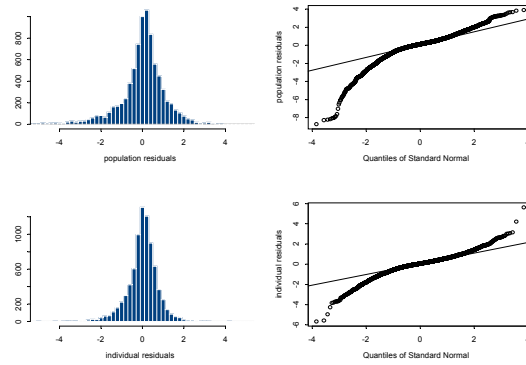 0 200 400 600 800
-4 -2 0 2 4
population residuals
-8 -6 -4 -2 0 2 4
population residuals
-4 -2 0 2 4
Quantiles of Standard Normal
0 200 600 1000
-4 -2 0 2 4
individual residuals
-6 -4 -2 0 2 4 6
individual residuals
-4 -2 0 2 4
Quantiles of Standard Normal